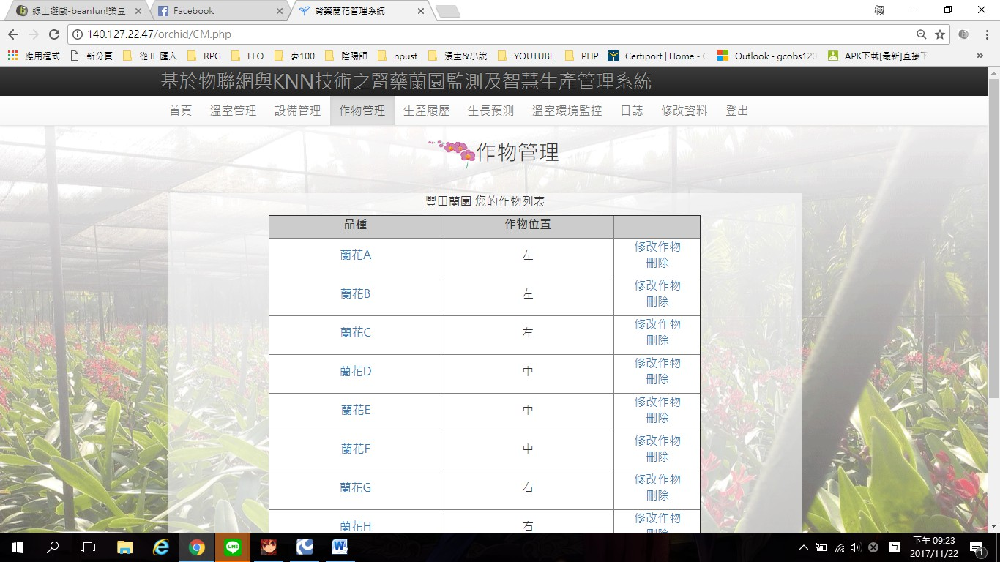 線上遊戲-beanfun!樂豆
Facebook
腎藥蘭花管理系統
140.127.22.47/orchid/CM.php
應用程式
新分頁
從 IE 匯入
RPG
FFO
夢100
陰陽師
npust
漫畫&小說
YOUTUBE
PHP
Certiport | Home - C
Outlook - gcobs120
APK下載[最新]直接下
基於物聯網與KNN技術之腎藥蘭園監測及智慧生產管理系統
首頁
溫室管理
設備管理
作物管理
生產履歷
生長預測
溫室環境監控
日誌
修改資料
登出
作物管理
豐田蘭園 您的作物列表
品種
作物位置
蘭花A
左
修改作物
刪除
蘭花B
左
修改作物
刪除
蘭花C
左
修改作物
刪除
蘭花D
中
修改作物
刪除
蘭花E
中
修改作物
刪除
蘭花F
中
修改作物
刪除
蘭花G
右
修改作物
刪除
蘭花H
右
修改作物
刪除
LINE
下午 09:23
2017/11/22
1